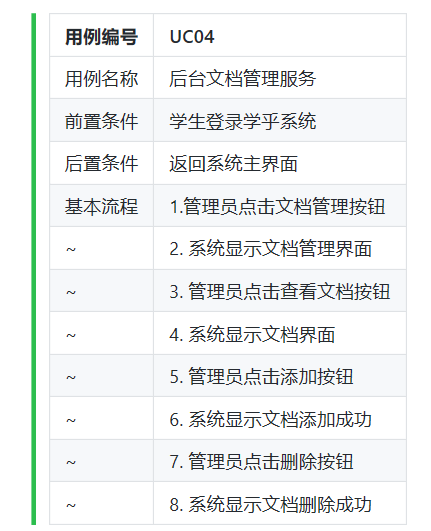 用例编号 UC04
用例名称 后台文档管理服务
前置条件 学生登录学乎系统
后置条件 返回系统主界面
基本流程 1.管理员点击文档管理按钮
~ 2. 系统显示文档管理界面
~ 3. 管理员点击查看文档按钮
~ 4. 系统显示文档界面
~ 5. 管理员点击添加按钮
~ 6. 系统显示文档添加成功
~ 7. 管理员点击删除按钮
~ 8. 系统显示文档删除成功